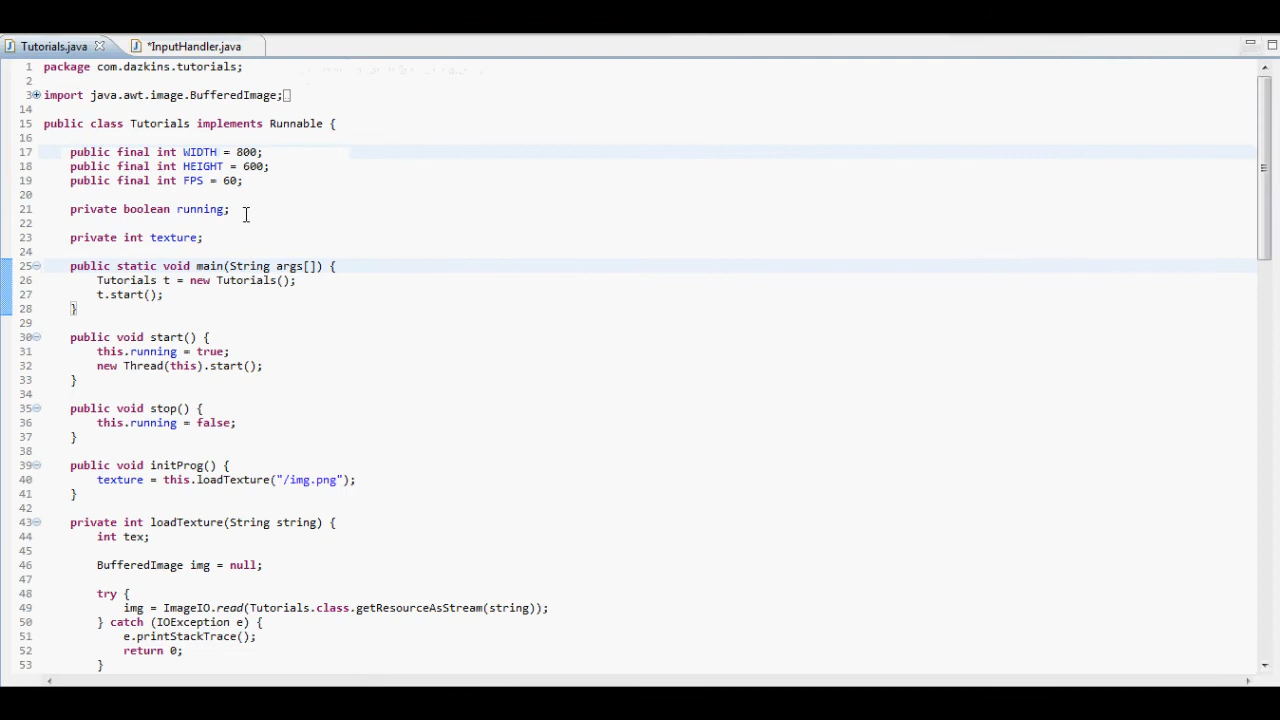 Tutorials.java
*InputHandler.java
1 package com.dazkins.tutorials;
2
3 import java.awt.image.BufferedImage;
14
15 public class Tutorials implements Runnable {
16
17 public final int WIDTH = 800;
18 public final int HEIGHT = 600;
19 public final int FPS = 60;
20
21 private boolean running;
22
23 private int texture;
24
25 public static void main(String args[]) {
26 Tutorials t = new Tutorials();
27 t.start();
28 }
29
30 public void start() {
31 this.running = true;
32 new Thread(this).start();
33 }
34
35 public void stop() {
36 this.running = false;
37 }
38
39 public void initProg() {
40 texture = this.loadTexture("/img.png");
41 }
42
43 private int loadTexture(String string) {
44 int tex;
45
46 BufferedImage img = null;
47
48 try {
49 img = ImageIO.read(Tutorials.class.getResourceAsStream(string));
50 } catch (IOException e) {
51 e.printStackTrace();
52 return 0;
53 }